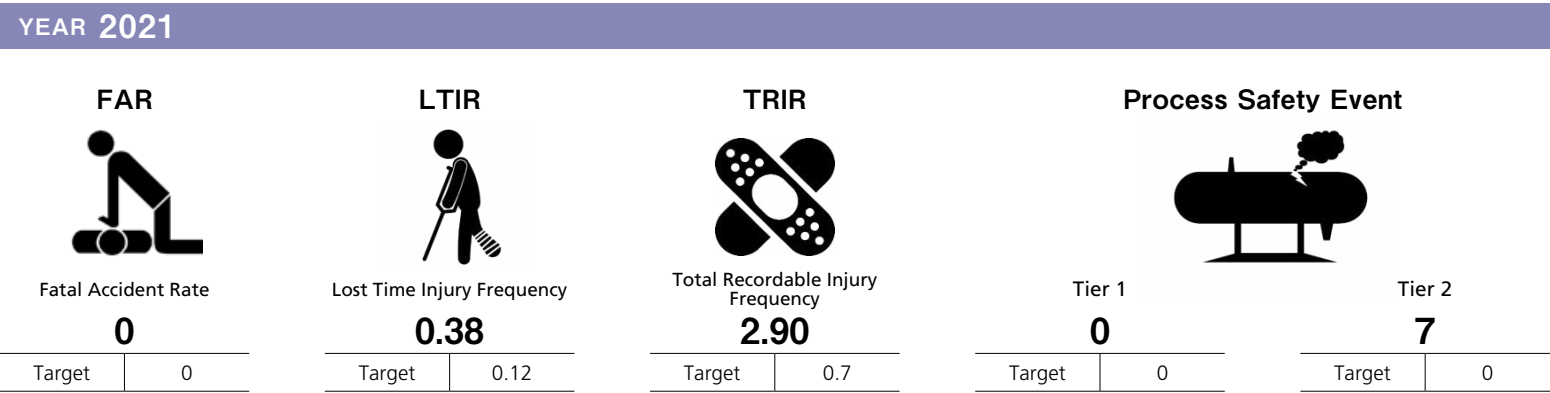 YEAR 2021
FAR
LTIR
TRIR
Process Safety Event
Fatal Accident Rate
Lost Time Injury Frequency
Total Recordable Injury
Frequency
Tier 1
Tier 2
0
0.38
2.90
0
7
Target 0
Target 0.12
Target 0.7
Target 0
Target 0